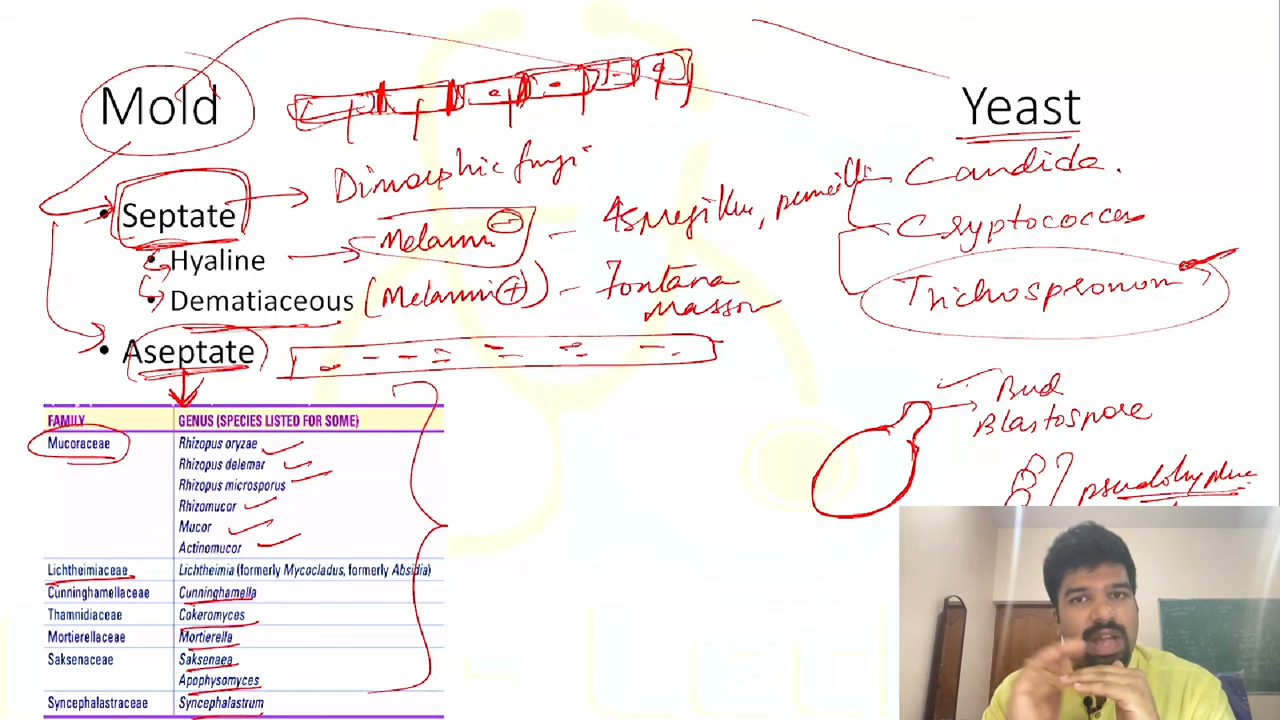 Mold
Yeast
Dimorphic fungi
Candida.
• Septate
Melanin −
Aspergillus, penicilli
Cryptococcus
• Hyaline
• Dematiaceous (Melanin +) – Fontana
Masson
Trichosporonum
• Aseptate
Bud
Blastospore
pseudohyphae
FAMILY GENUS (SPECIES LISTED FOR SOME)
Mucoraceae Rhizopus oryzae
Rhizopus delemar
Rhizopus microsporus
Rhizomucor
Mucor
Actinomucor
Lichtheimiaceae Lichtheimia (formerly Mycocladus, formerly Absidia)
Cunninghamellaceae Cunninghamella
Thamnidiaceae Cokeromyces
Mortierellaceae Mortierella
Saksenaceae Saksenaea
Apophysomyces
Syncephalastraceae Syncephalastrum